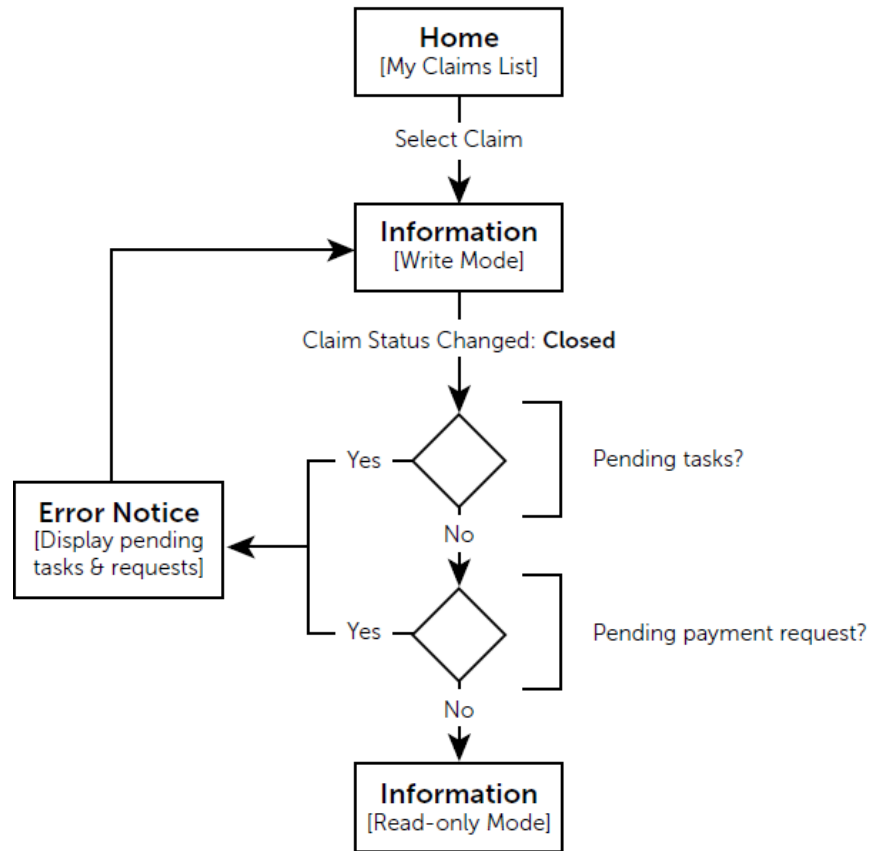 Home
[My Claims List]
Select Claim
Information
[Write Mode]
Claim Status Changed: Closed
Yes
Pending tasks?
Error Notice
[Display pending
tasks & requests]
No
Yes
Pending payment request?
No
Information
[Read-only Mode]